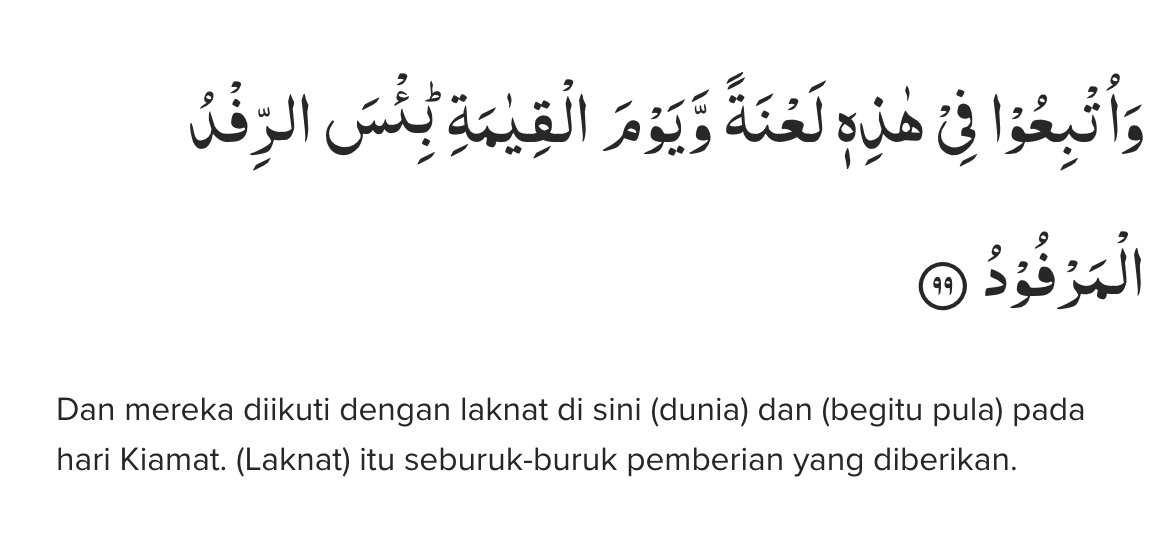 وَاُتْبِعُوْا فِيْ هٰذِهٖ لَعْنَةً وَّيَوْمَ الْقِيٰمَةِۗ بِئْسَ الرِّفْدُ
الْمَرْفُوْدُ ۹۹
Dan mereka diikuti dengan laknat di sini (dunia) dan (begitu pula) pada
hari Kiamat. (Laknat) itu seburuk-buruk pemberian yang diberikan.